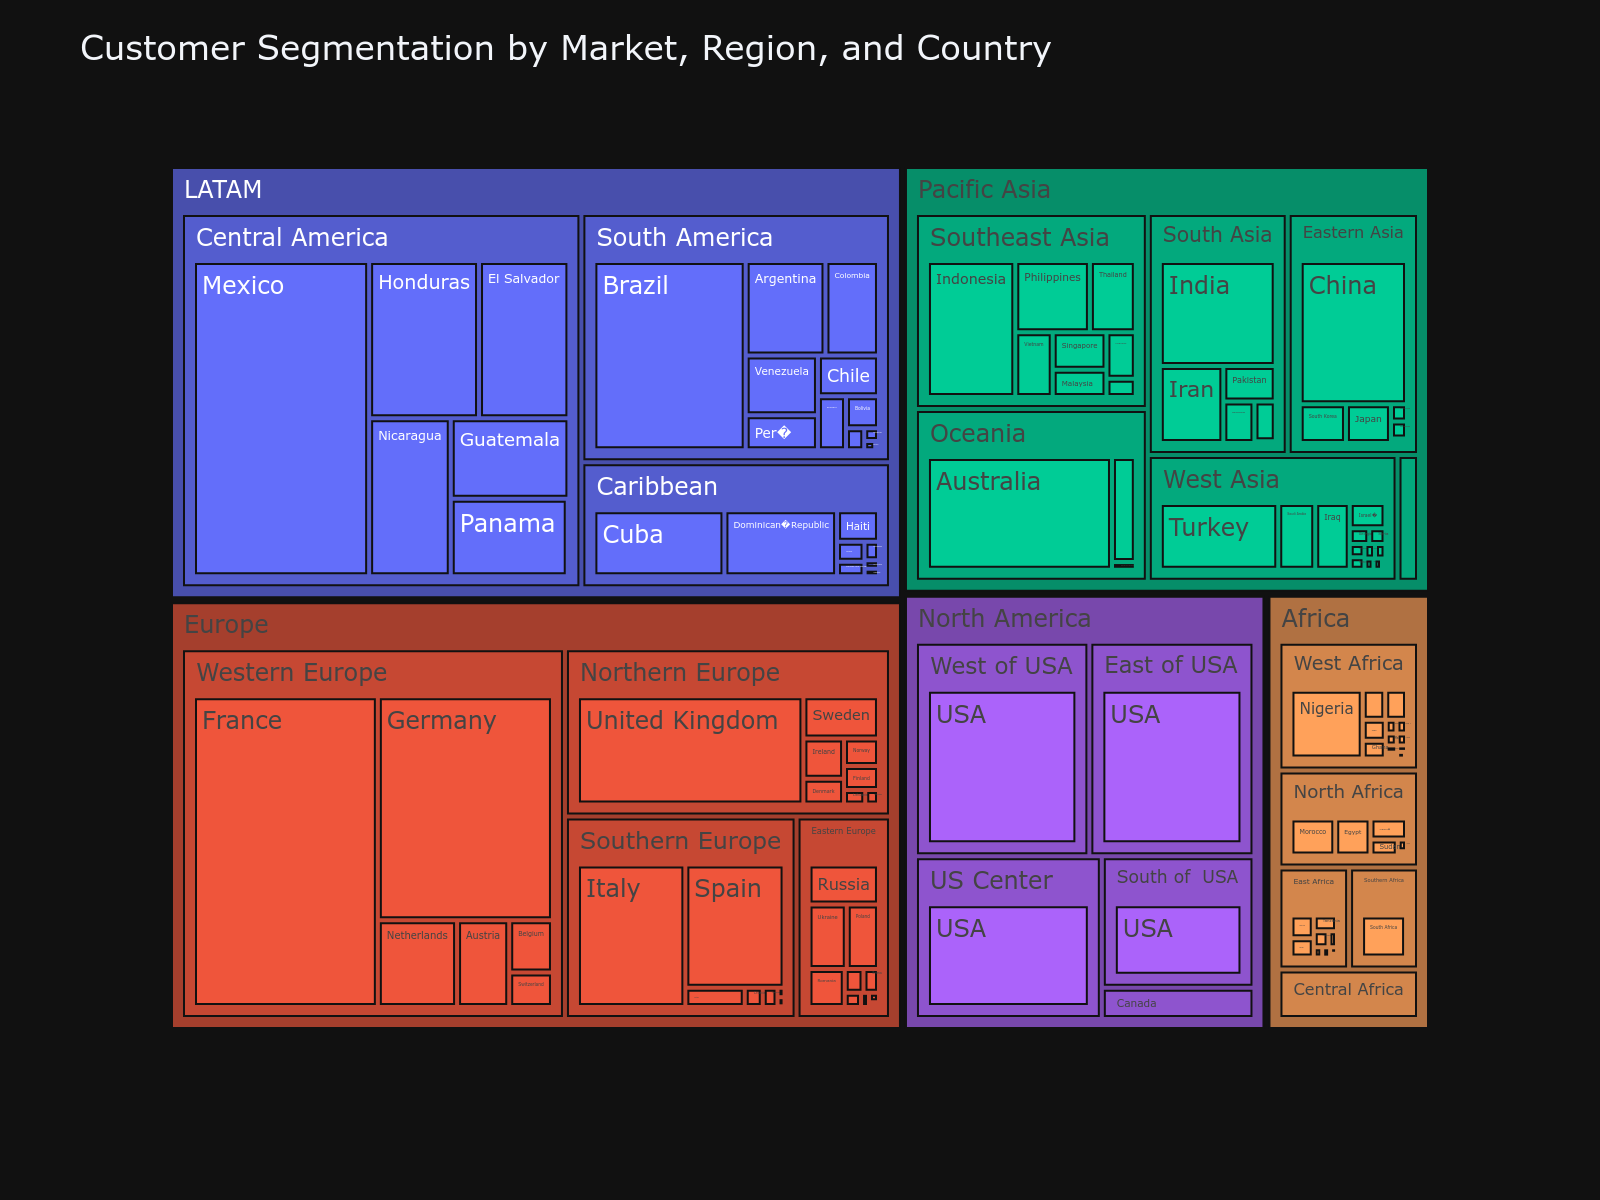 Customer Segmentation by Market, Region, and Country
LATAM
Central America
Mexico
Honduras
El Salvador
Nicaragua
Guatemala
Panama
South America
Brazil
Argentina
Colombia
Venezuela
Chile
Per�
Bolivia
Caribbean
Cuba
Dominican�Republic
Haiti
Pacific Asia
Southeast Asia
Indonesia
Philippines
Thailand
Vietnam
Singapore
Malaysia
South Asia
India
Iran
Pakistan
Eastern Asia
China
South Korea
Japan
Oceania
Australia
West Asia
Turkey
Saudi Arabia
Iraq
Europe
Western Europe
France
Germany
Netherlands
Austria
Belgium
Switzerland
Northern Europe
United Kingdom
Sweden
Ireland
Norway
Finland
Denmark
Southern Europe
Italy
Spain
Eastern Europe
Russia
Ukraine
Poland
North America
West of USA
USA
East of USA
USA
US Center
USA
South of  USA
USA
Canada
Africa
West Africa
Nigeria
North Africa
Morocco
Egypt
East Africa
Southern Africa
South Africa
Central Africa